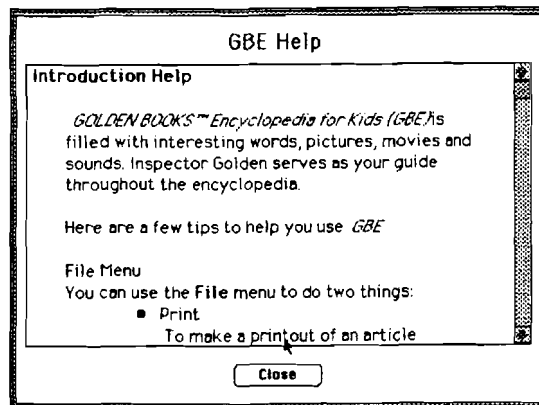 GBE Help
Introduction Help
GOLDEN BOOKS™ Encyclopedia for Kids (GBE)is
filled with interesting words, pictures, movies and
sounds. Inspector Golden serves as your guide
throughout the encyclopedia.
Here are a few tips to help you use GBE
File Menu
You can use the File menu to do two things:
■ Print
To make a printout of an article
Close